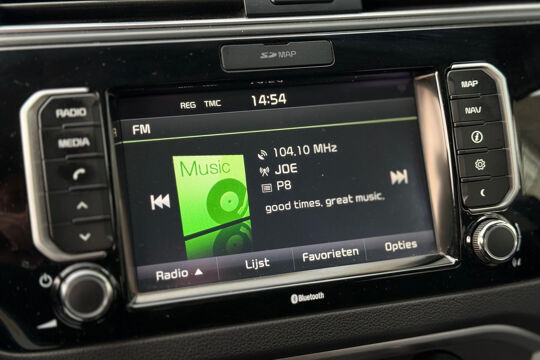 SD MAP
RADIO
MEDIA
MAP
NAV
REG TMC 14:54
FM
Music
104.10 MHz
JOE
P8
good times, great music.
Radio ▲ Lijst Favorieten Opties
Bluetooth